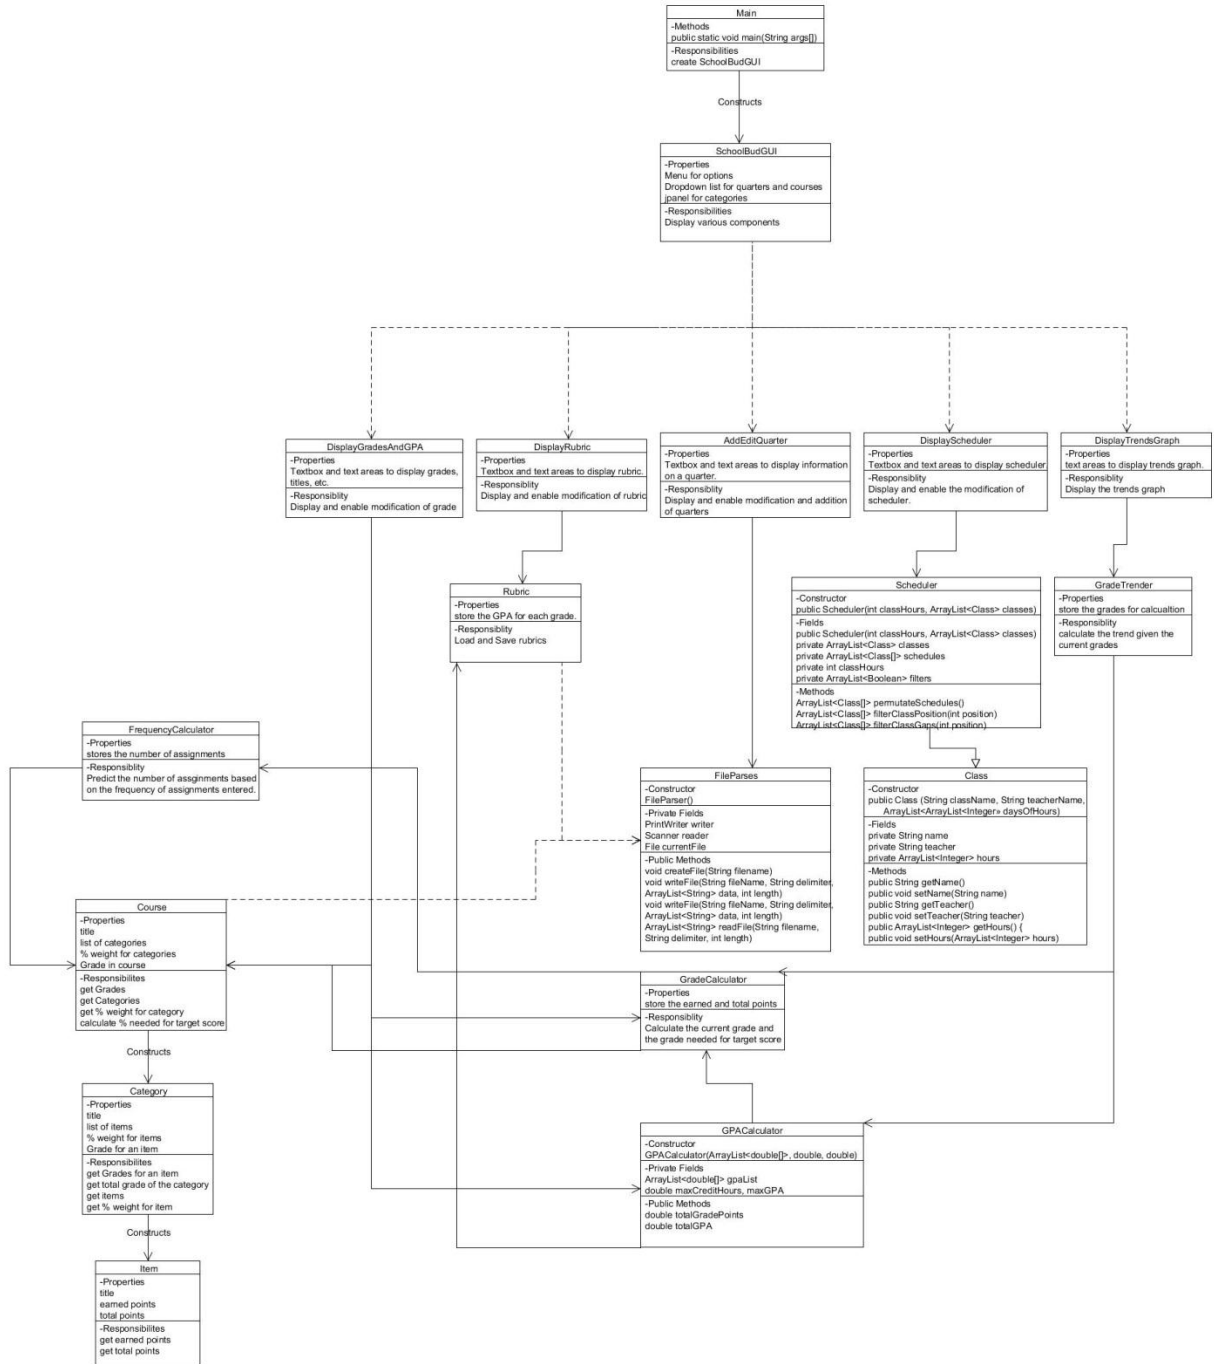 Main
-Methods
public static void main(String args[])
-Responsibilities
create SchoolBudGUI
Constructs
SchoolBudGUI
-Properties
Menu for options
Dropdown list for quarters and courses
jpanel for categories
-Responsibilities
Display various components
DisplayGradesAndGPA
-Properties
Textbox and text areas to display grades,
titles, etc.
-Responsiblity
Display and enable modification of grade
DisplayRubric
-Properties
Textbox and text areas to display rubric.
-Responsiblity
Display and enable modification of rubric
AddEditQuarter
-Properties
Textbox and text areas to display information
on a quarter.
-Responsibility
Display and enable modification and addition
of quarters
DisplayScheduler
-Properties
Textbox and text areas to display scheduler
-Responsibility
Display and enable the modification of
scheduler.
DisplayTrendsGraph
-Properties
text areas to display trends graph.
-Responsiblity
Display the trends graph
Rubric
-Properties
store the GPA for each grade.
-Responsiblity
Load and Save rubrics
Scheduler
-Constructor
public Scheduler(int classHours, ArrayList<Class> classes)
-Fields
public Scheduler(int classHours, ArrayList<Class> classes)
private ArrayList<Class> classes
private ArrayList<Class[]> schedules
private int classHours
private ArrayList<Boolean> filters
-Methods
ArrayList<Class[]> permutateSchedules()
ArrayList<Class[]> filterClassPosition(int position)
ArrayList<Class[]> filterClassGaps(int position)
GradeTrender
-Properties
store the grades for calcualtion
-Responsiblity
calculate the trend given the
current grades
FrequencyCalculator
-Properties
stores the number of assignments
-Responsiblity
Predict the number of assginments based
on the frequency of assignments entered.
FileParses
-Constructor
FileParser()
-Private Fields
PrintWriter writer
Scanner reader
File currentFile
-Public Methods
void createFile(String filename)
void writeFile(String fileName, String delimiter,
ArrayList<String> data, int length)
void writeFile(String fileName, String delimiter,
ArrayList<String> data, int length)
ArrayList<String> readFile(String filename,
String delimiter, int length)
Class
-Constructor
public Class (String className, String teacherName,
ArrayList<ArrayList<Integer» daysOfHours)
-Fields
private String name
private String teacher
private ArrayList<Integer> hours
-Methods
public String getName()
public void setName(String name)
public String getTeacher()
public void setTeacher(String teacher)
public ArrayList<Integer> getHours() {
public void setHours(ArrayList<Integer> hours)
Course
-Properties
title
list of categories
% weight for categories
Grade in course
-Responsibilites
get Grades
get Categories
get % weight for category
calculate % needed for target score
Constructs
GradeCalculator
-Properties
store the earned and total points
-Responsiblity
Calculate the current grade and
the grade needed for target score
Category
-Properties
title
list of items
% weight for items
Grade for an item
-Responsibilites
get Grades for an item
get total grade of the category
get items
get % weight for item
Constructs
GPACalculator
-Constructor
GPACalculator(ArrayList<double[]>, double, double)
-Private Fields
ArrayList<double[]> gpaList
double maxCreditHours, maxGPA
-Public Methods
double totalGradePoints
double totalGPA
Item
-Properties
title
earned points
total points
-Responsibilites
get earned points
get total points